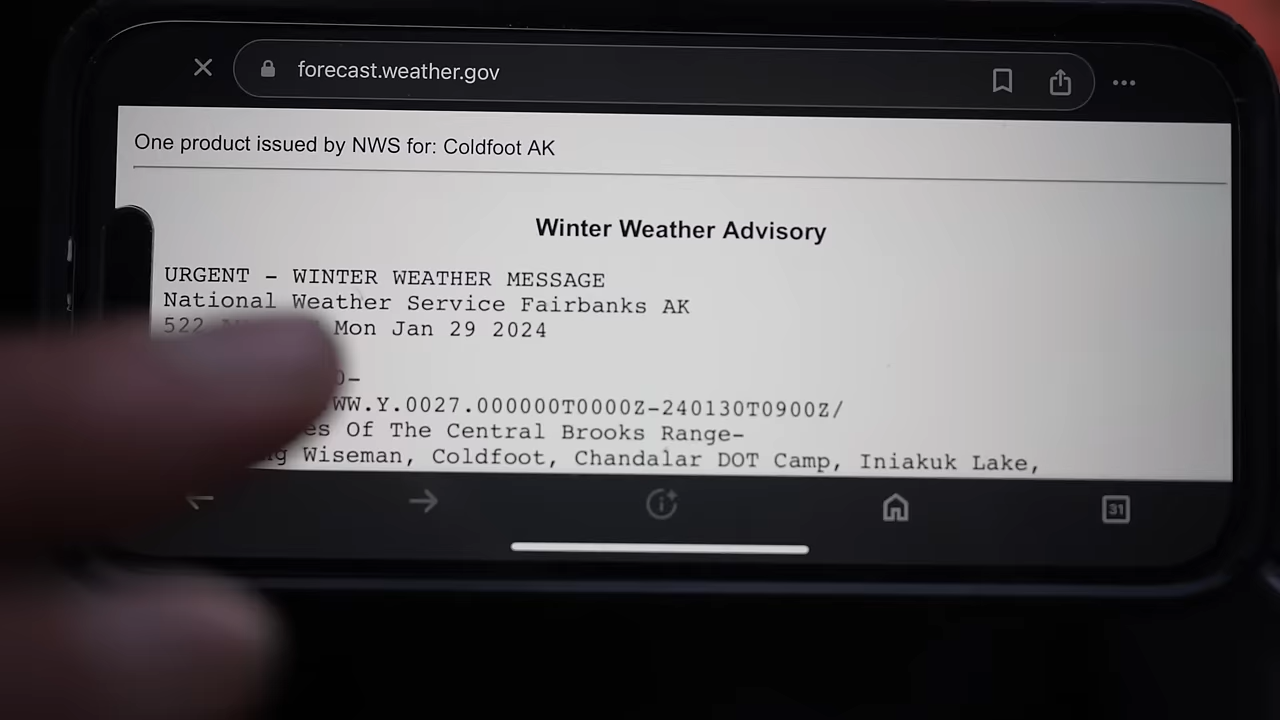 forecast.weather.gov
One product issued by NWS for: Coldfoot AK
Winter Weather Advisory
URGENT - WINTER WEATHER MESSAGE
National Weather Service Fairbanks AK
522 Mon Jan 29 2024
WW.Y.0027.000000T0000Z-240130T0900Z/
Of The Central Brooks Range-
Wiseman, Coldfoot, Chandalar DOT Camp, Iniakuk Lake,
31